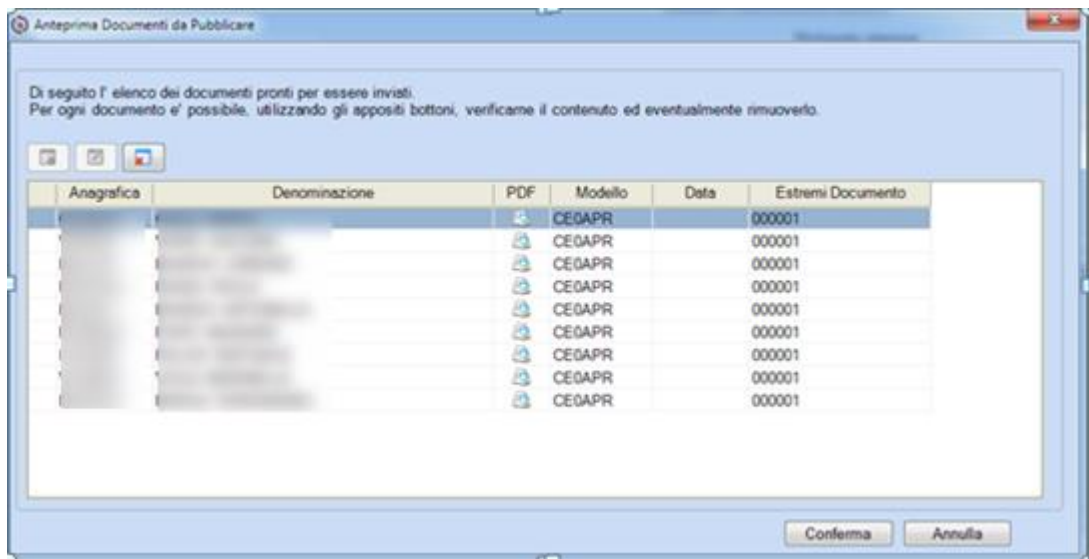 Anteprima Documenti da Pubblicare
Di seguito l' elenco dei documenti pronti per essere inviati.
Per ogni documento e' possibile, utilizzando gli appositi bottoni, verificarne il contenuto ed eventualmente rimuoverlo.
Anagrafica Denominazione PDF Modello Data Estremi Documento
CE0APR 000001
CE0APR 000001
CE0APR 000001
CE0APR 000001
CE0APR 000001
CE0APR 000001
CE0APR 000001
CE0APR 000001
CE0APR 000001
Conferma Annulla